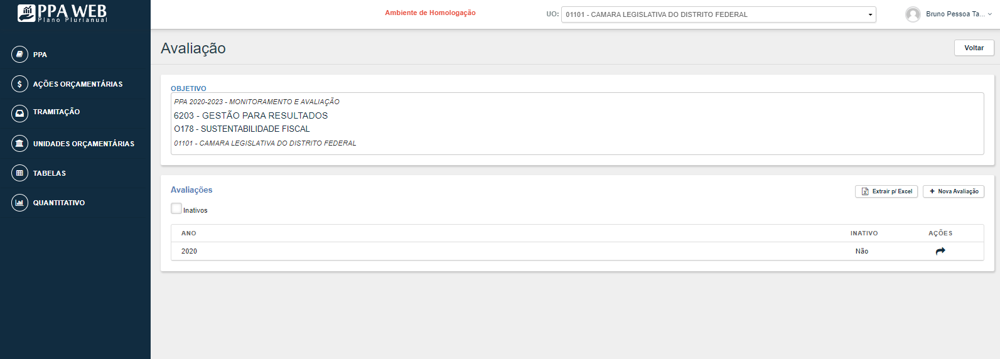 PPA WEB
Plano Plurianual
Ambiente de Homologação
UO: 01101 - CAMARA LEGISLATIVA DO DISTRITO FEDERAL
Bruno Pessoa Ta...
PPA
AÇÕES ORÇAMENTÁRIAS
TRAMITAÇÃO
UNIDADES ORÇAMENTÁRIAS
TABELAS
QUANTITATIVO
Avaliação
Voltar
OBJETIVO
PPA 2020-2023 - MONITORAMENTO E AVALIAÇÃO
6203 - GESTÃO PARA RESULTADOS
O178 - SUSTENTABILIDADE FISCAL
01101 - CAMARA LEGISLATIVA DO DISTRITO FEDERAL
Avaliações
Extrair p/ Excel
+ Nova Avaliação
Inativos
ANO INATIVO AÇÕES
2020 Não